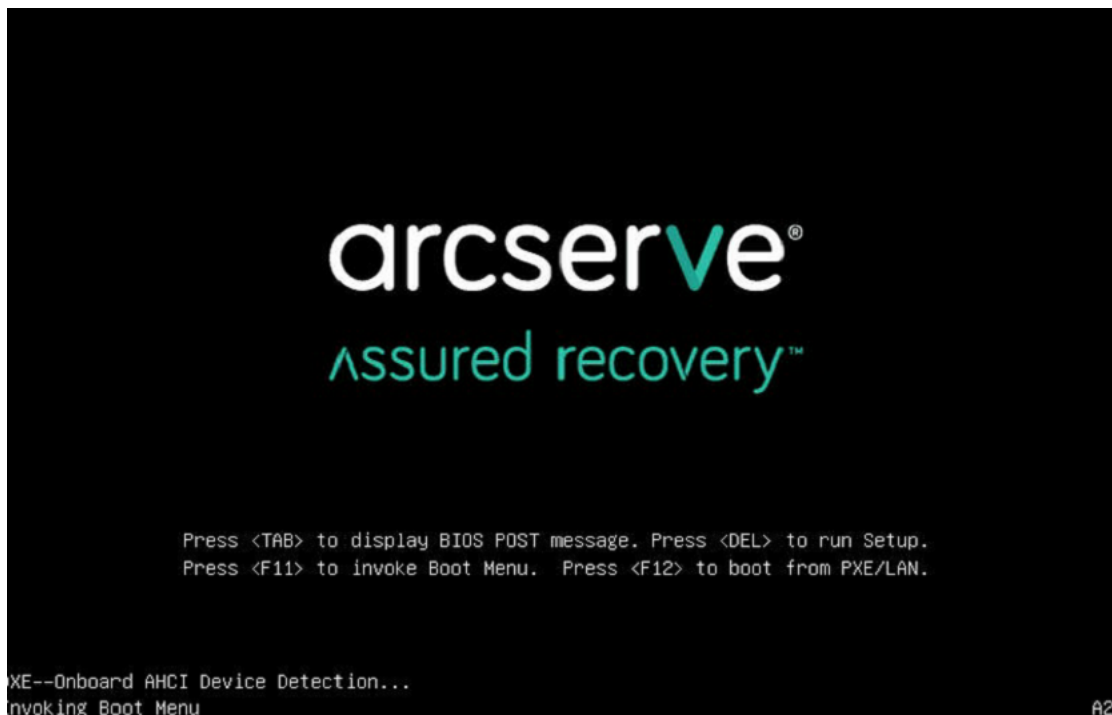 arcserve®
Assured recovery™
Press <TAB> to display BIOS POST message. Press <DEL> to run Setup.
Press <F11> to invoke Boot Menu. Press <F12> to boot from PXE/LAN.
XE--Onboard AHCI Device Detection...
nvoking Boot Menu
A2